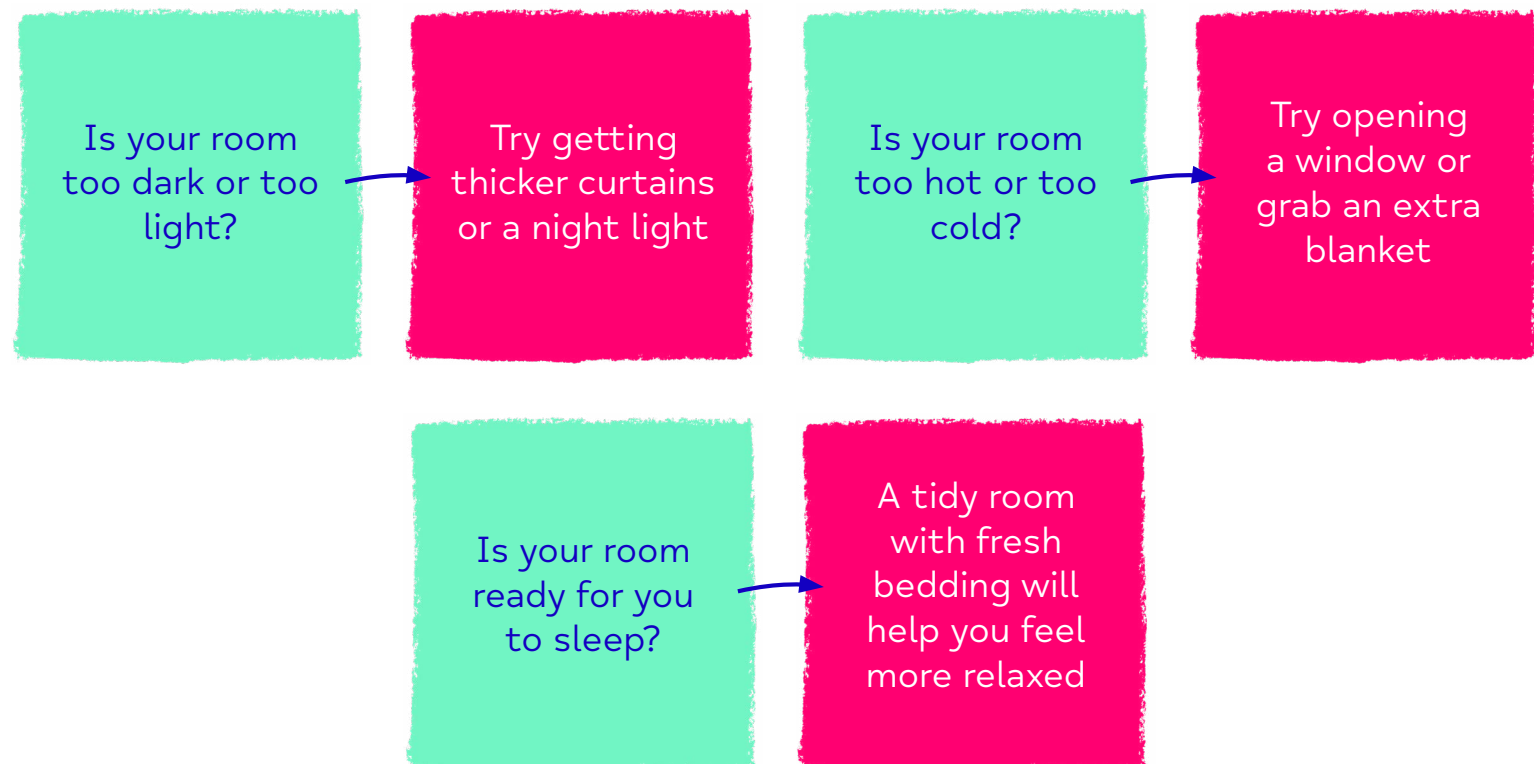 Is your room
too dark or too
light?
Try getting
thicker curtains
or a night light
Is your room
too hot or too
cold?
Try opening
a window or
grab an extra
blanket
Is your room
ready for you
to sleep?
A tidy room
with fresh
bedding will
help you feel
more relaxed